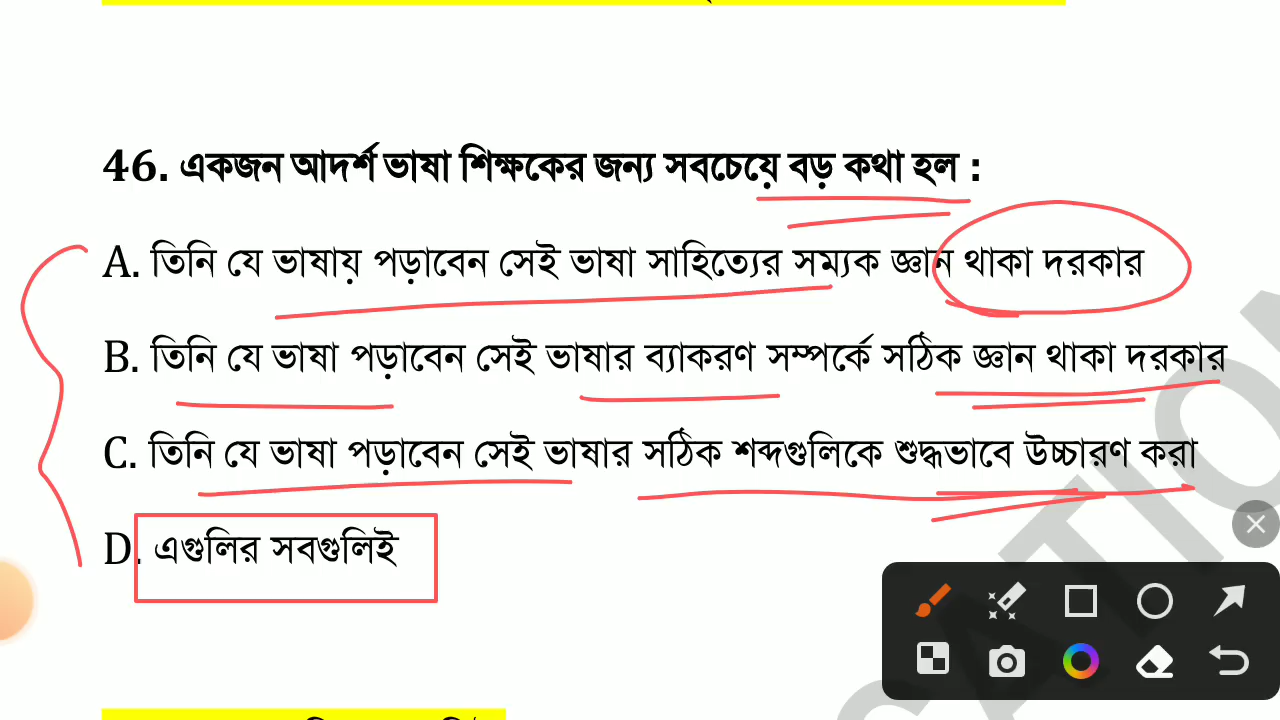 46. একজন আদর্শ ভাষা শিক্ষকের জন্য সবচেয়ে বড় কথা হল :
A. তিনি যে ভাষায় পড়াবেন সেই ভাষা সাহিত্যের সম্যক জ্ঞান থাকা দরকার
B. তিনি যে ভাষা পড়াবেন সেই ভাষার ব্যাকরণ সম্পর্কে সঠিক জ্ঞান থাকা দরকার
C. তিনি যে ভাষা পড়াবেন সেই ভাষার সঠিক শব্দগুলিকে শুদ্ধভাবে উচ্চারণ করা
D. এগুলির সবগুলিই